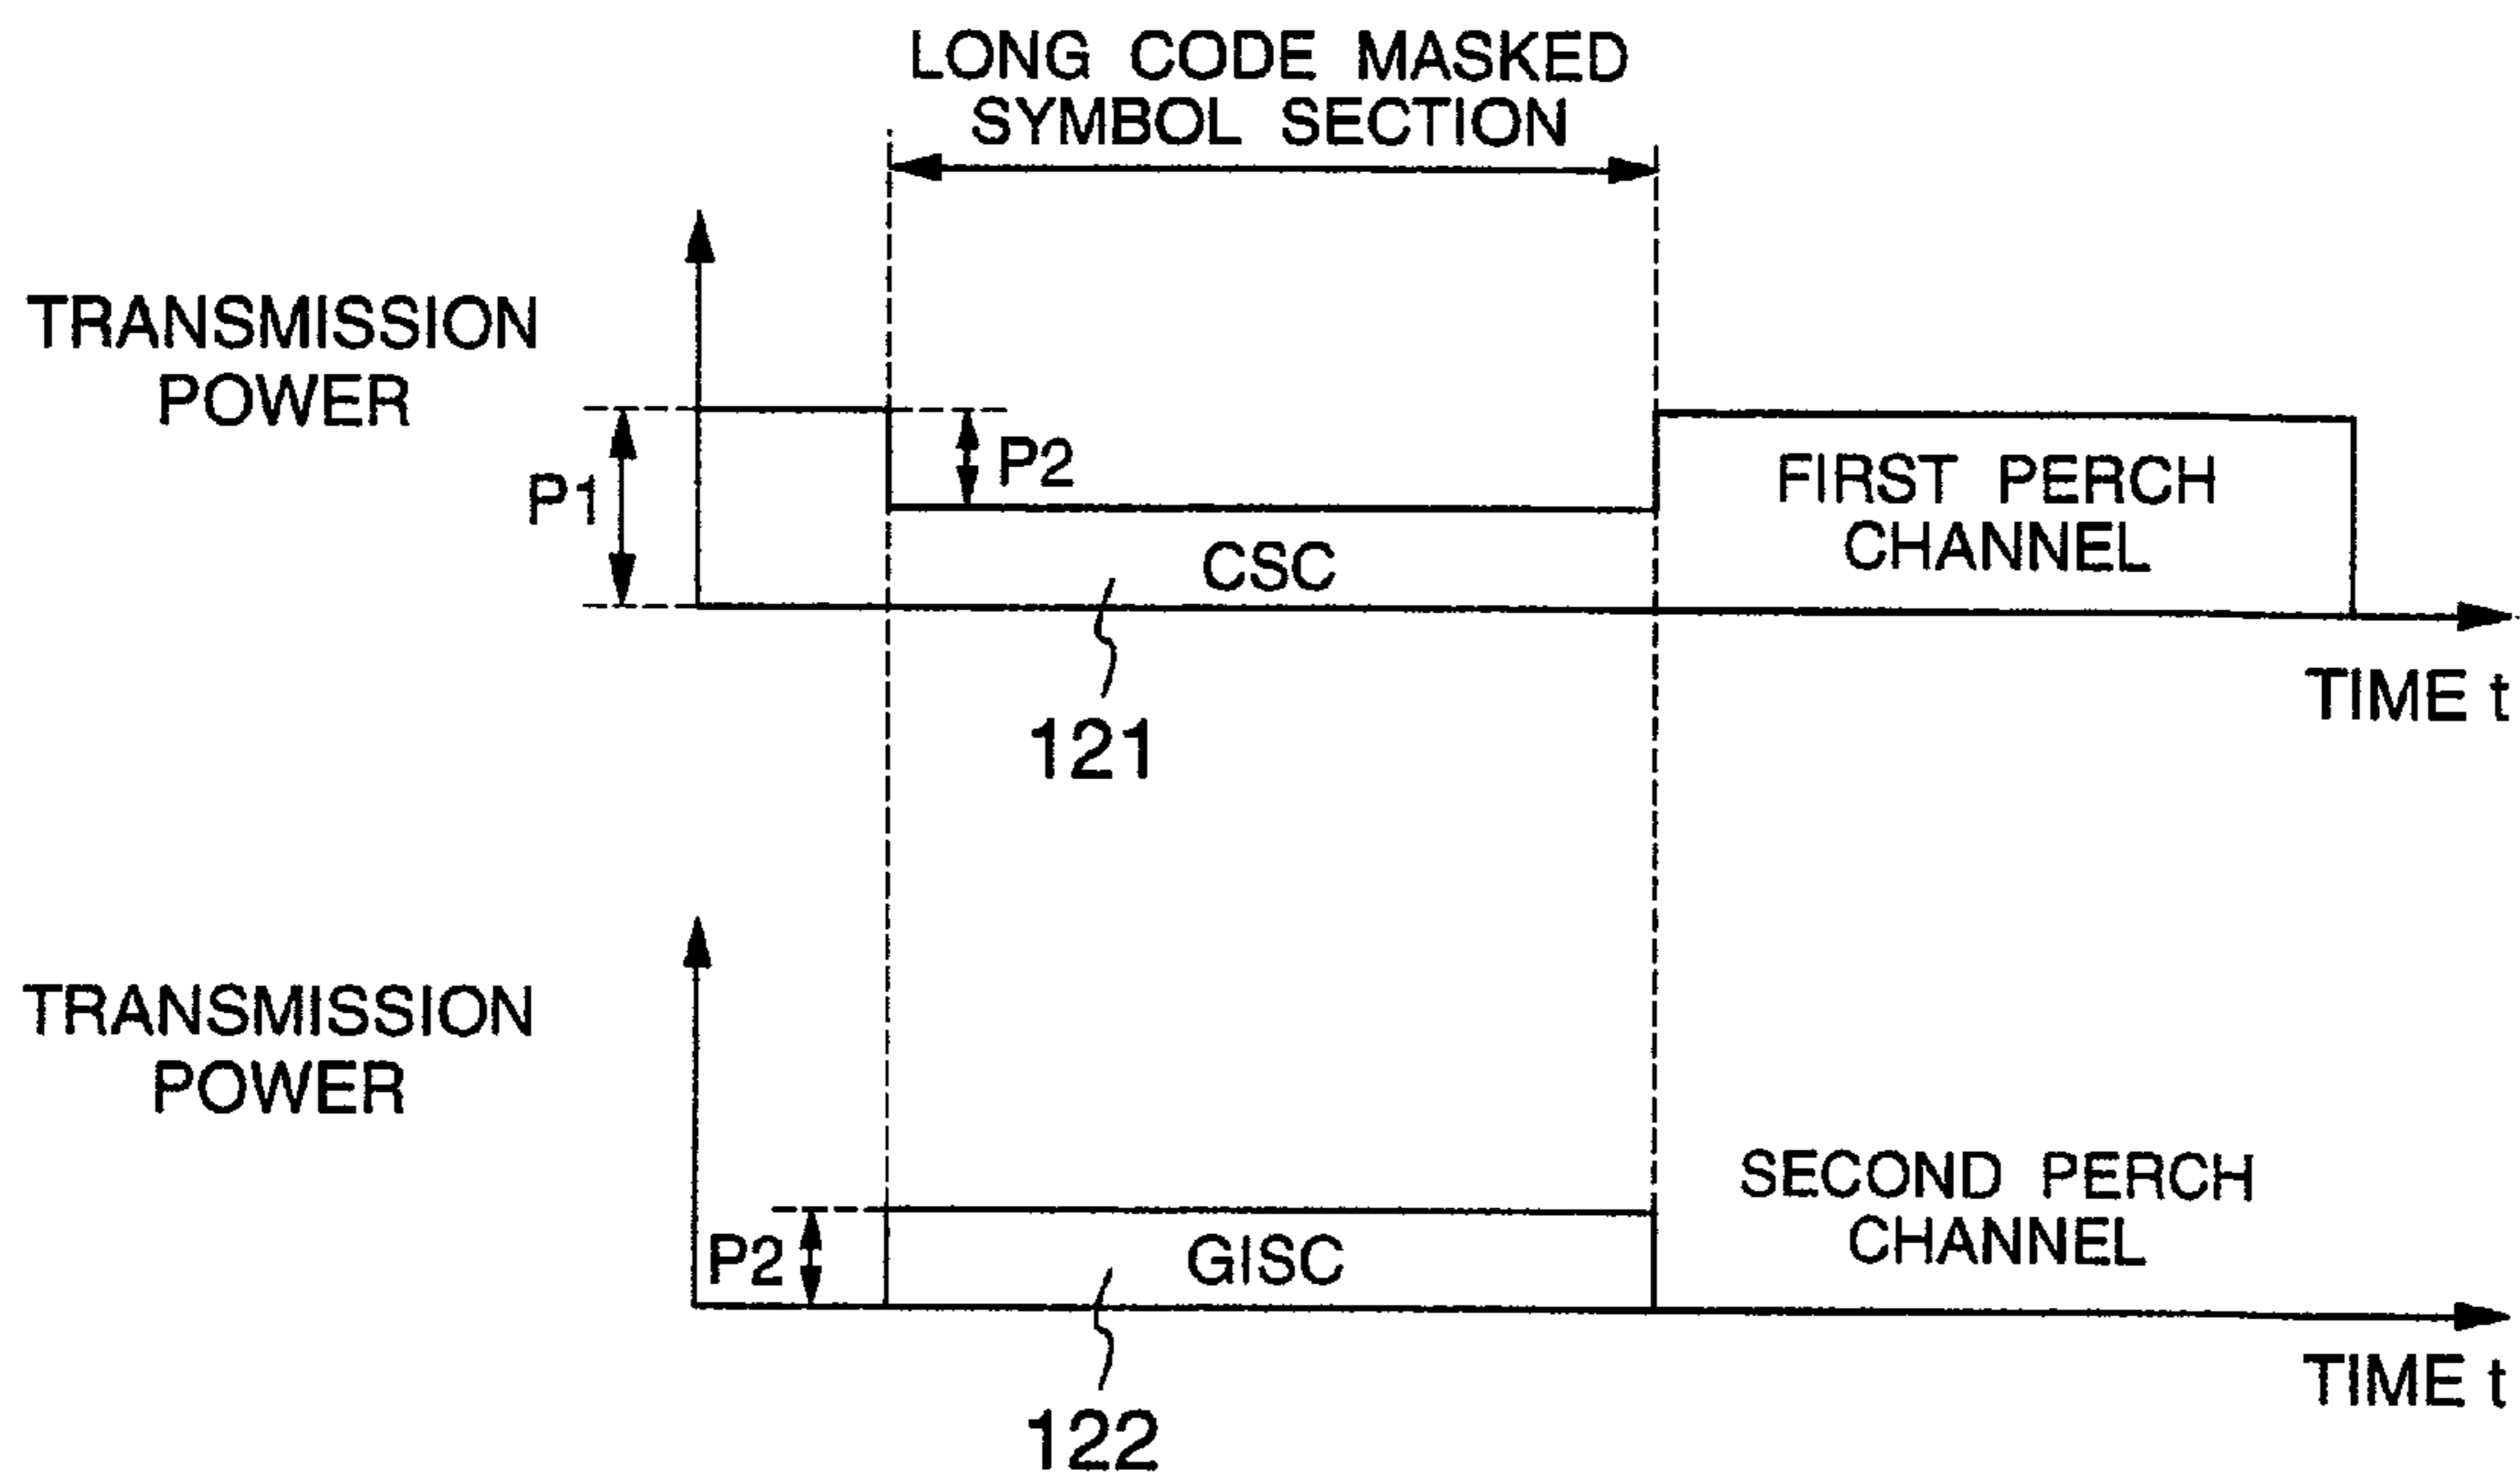 LONG CODE MASKED
SYMBOL SECTION
TRANSMISSION
POWER
P1
P2
FIRST PERCH
CHANNEL
CSC
TIME t
121
TRANSMISSION
POWER
SECOND PERCH
CHANNEL
P2
GISC
TIME t
122